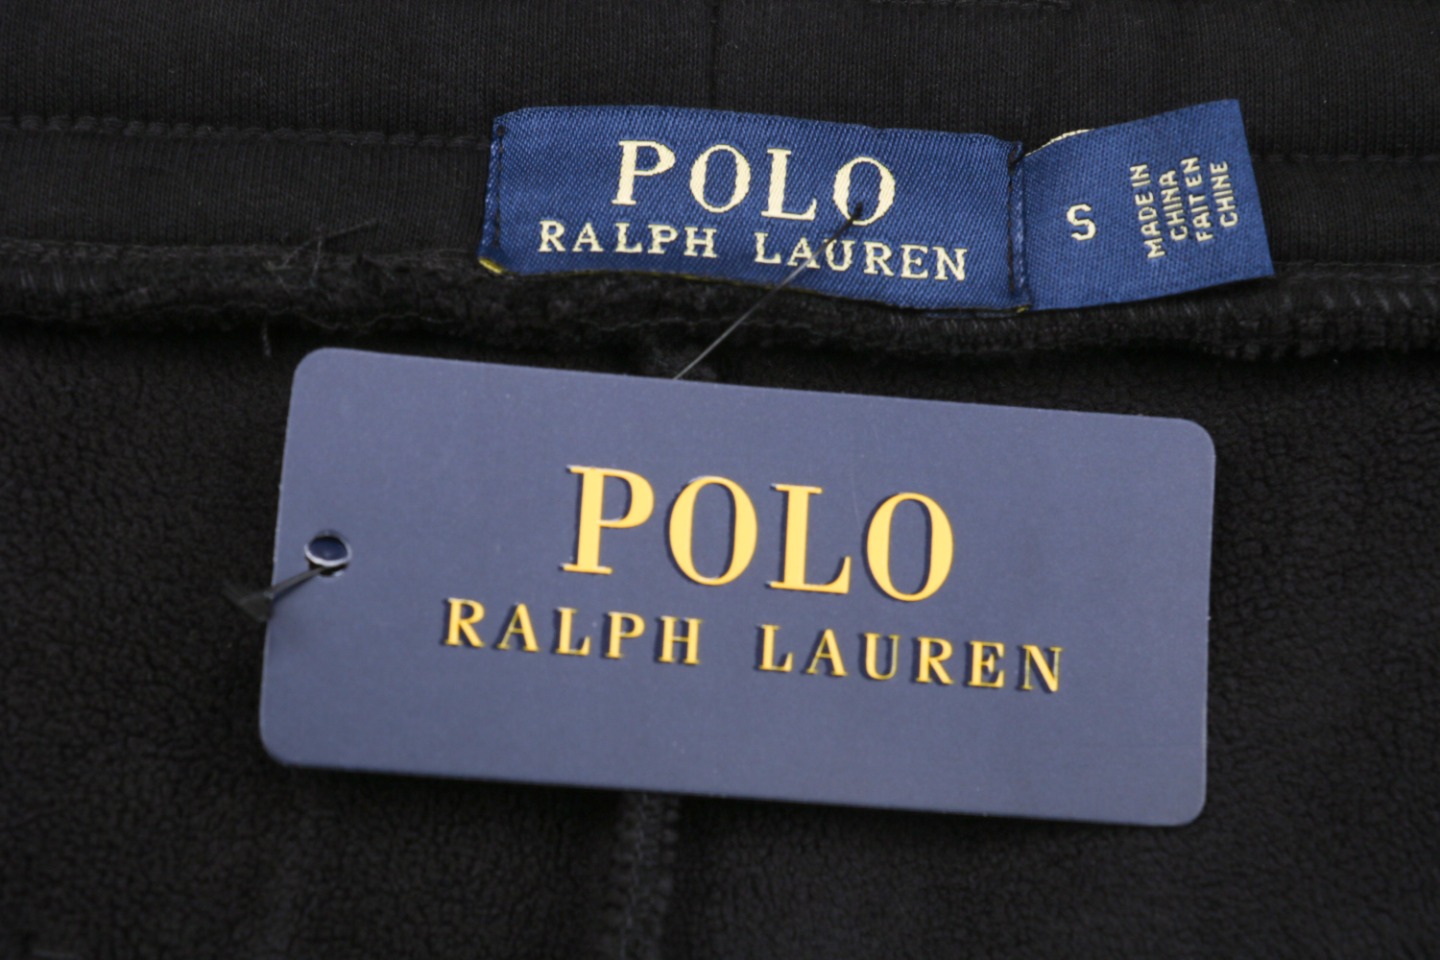 POLO
RALPH LAUREN
S
MADE IN
CHINA
FAIT EN
CHINE
POLO
RALPH LAUREN